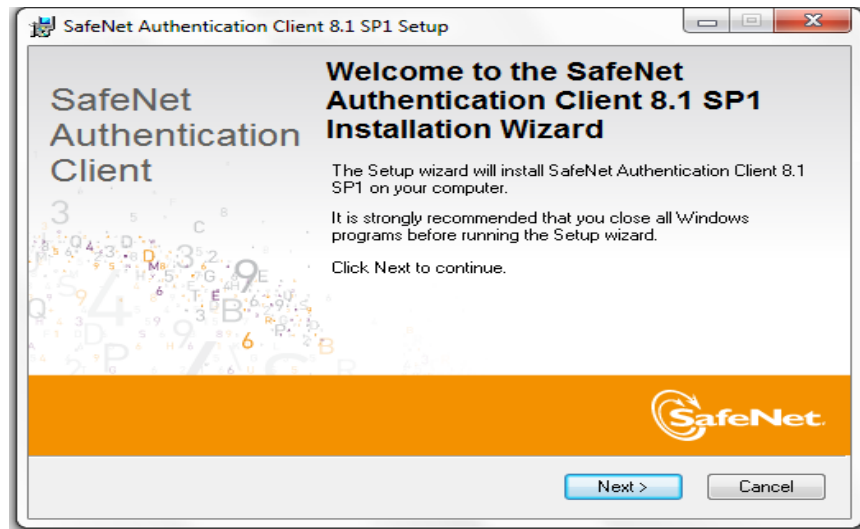 SafeNet Authentication Client 8.1 SP1 Setup
SafeNet
Authentication
Client
Welcome to the SafeNet
Authentication Client 8.1 SP1
Installation Wizard
The Setup wizard will install SafeNet Authentication Client 8.1
SP1 on your computer.
It is strongly recommended that you close all Windows
programs before running the Setup wizard.
Click Next to continue.
SafeNet.
Next >
Cancel